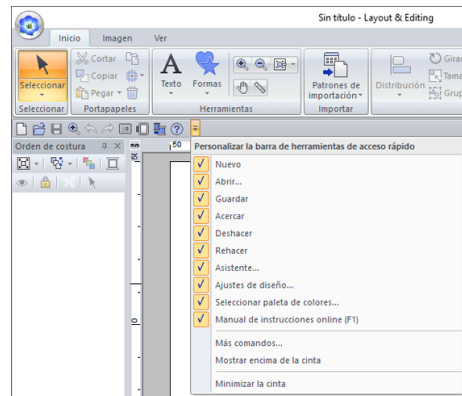 Sin título - Layout & Editing
Inicio Imagen Ver
Seleccionar
Cortar
Copiar
Pegar
Texto
Formas
Patrones de
importación
Distribución
Seleccionar Portapapeles Herramientas Importar
Orden de costura
50
Personalizar la barra de herramientas de acceso rápido
Nuevo
Abrir...
Guardar
Acercar
Deshacer
Rehacer
Asistente...
Ajustes de diseño...
Seleccionar paleta de colores...
Manual de instrucciones online (F1)
Más comandos...
Mostrar encima de la cinta
Minimizar la cinta